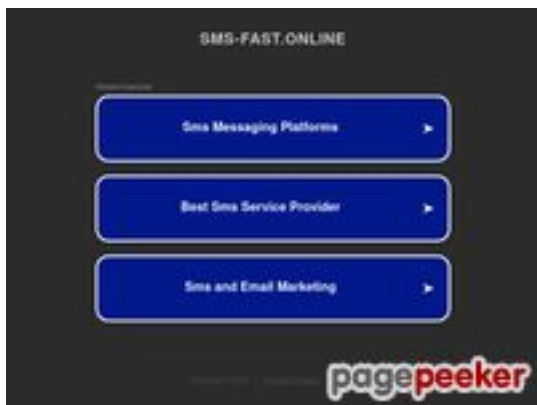 SMS-FAST.ONLINE
Sms Messaging Platforms
Best Sms Service Provider
Sms and Email Marketing
pagepeeker